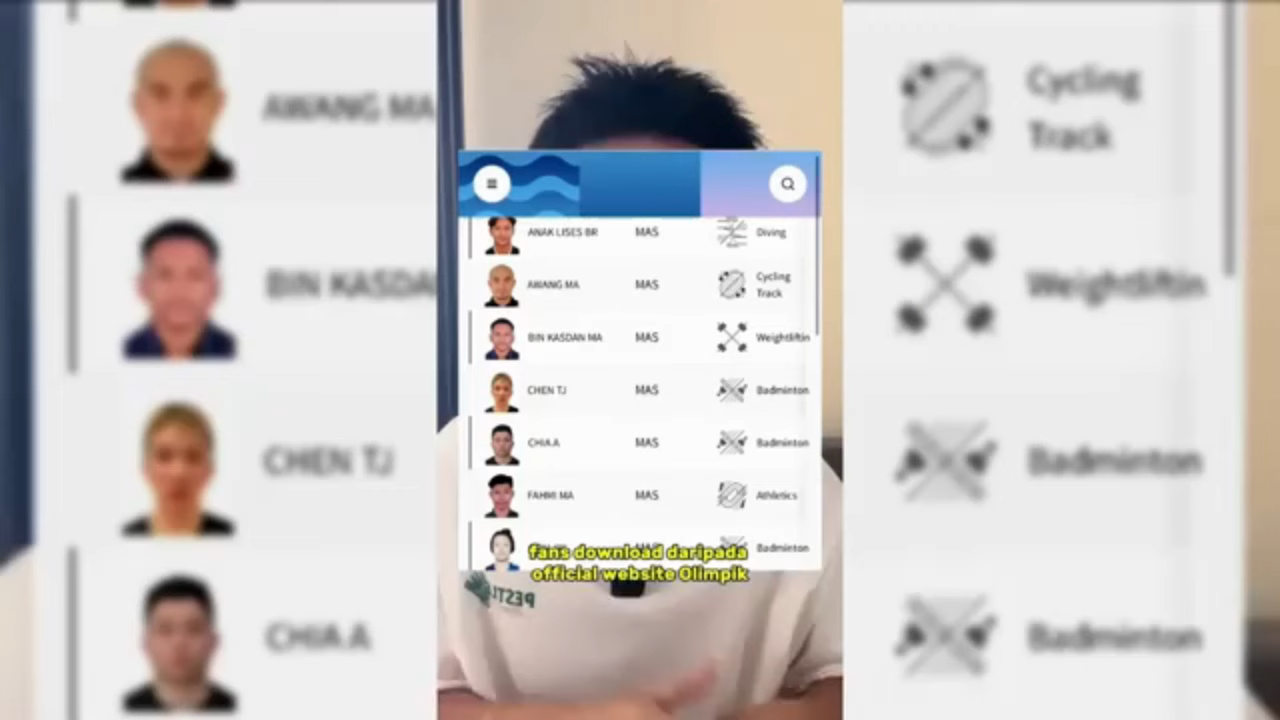 AWANG MA
BIN KASDA
CHEN TJ
CHIA A
ANAK LISES BR MAS Diving
AWANG MA MAS Cycling
Track
BIN KASDAN MA MAS Weightliftin
CHEN TJ MAS Badminton
CHIA A MAS Badminton
FAHMI MA MAS Athletics
Badminton
fans download daripada
official website Olimpik
PESTL
Cycling
Track
Weightliftin
Badminton
Badminton